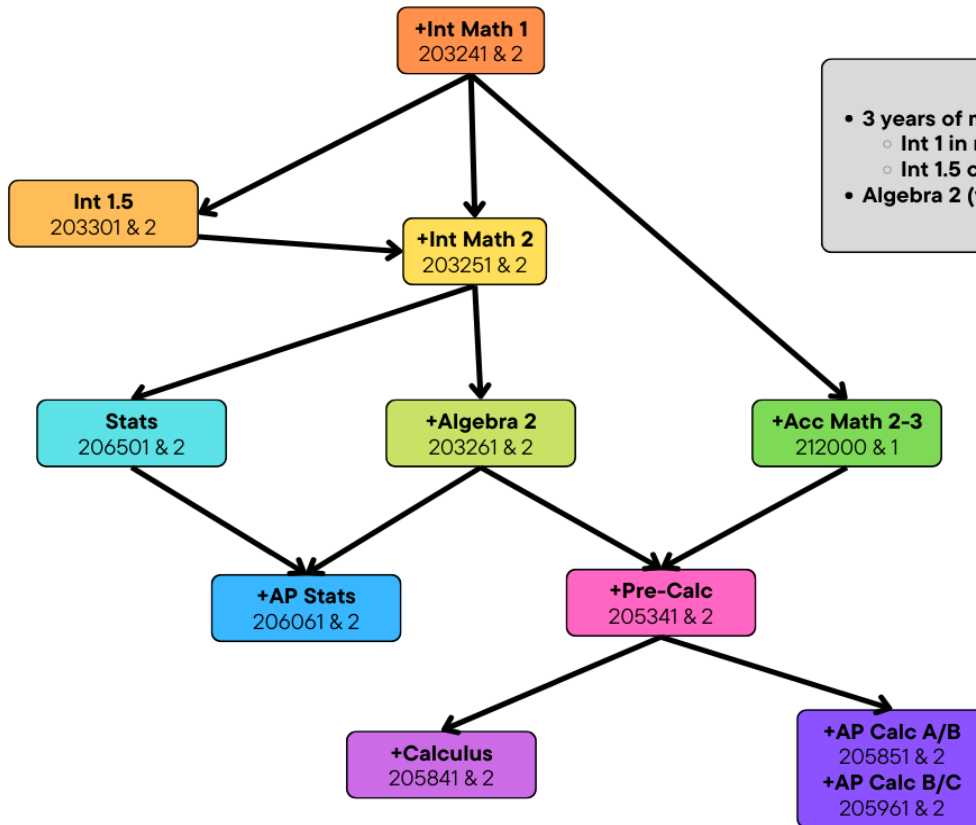 +Int Math 1
203241 & 2
• 3 years of
○ Int 1 in
○ Int 1.5
• Algebra 2
Int 1.5
203301 & 2
+Int Math 2
203251 & 2
Stats
206501 & 2
+Algebra 2
203261 & 2
+Acc Math 2-3
212000 & 1
+AP Stats
206061 & 2
+Pre-Calc
205341 & 2
+Calculus
205841 & 2
+AP Calc A/B
205851 & 2
+AP Calc B/C
205961 & 2